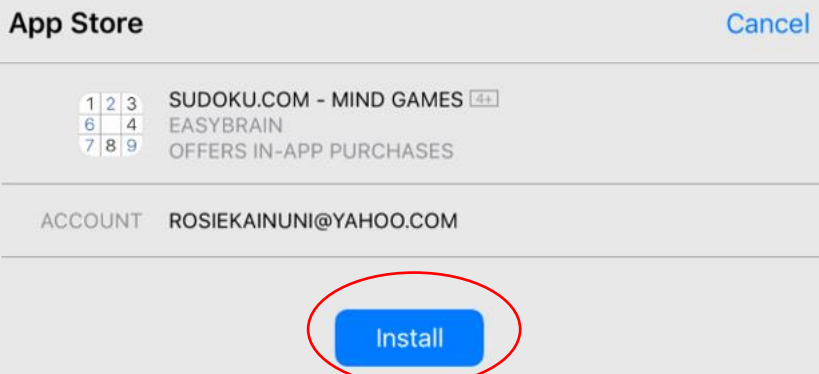 App Store
Cancel
1 2 3
6 4
7 8 9
SUDOKU.COM - MIND GAMES 4+
EASYBRAIN
OFFERS IN-APP PURCHASES
ACCOUNT ROSIEKAINUNI@YAHOO.COM
Install